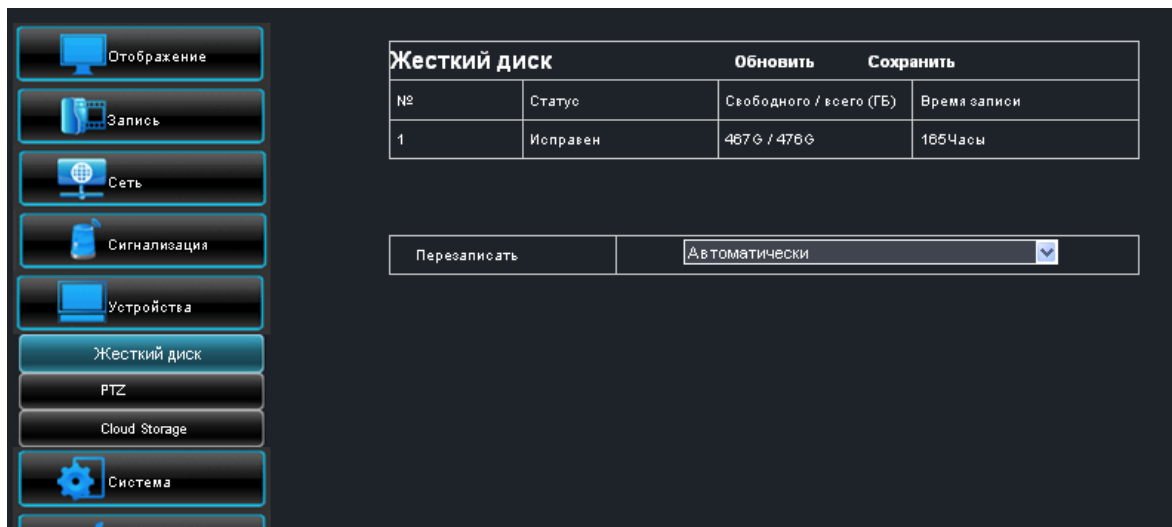 Отображение
Запись
Сеть
Сигнализация
Устройства
Жесткий диск
PTZ
Cloud Storage
Система
Жесткий диск Обновить Сохранить
№ Статус Свободного / всего (ГБ) Время записи
1 Исправен 467G / 476G 165Часы
Перезаписать Автоматически